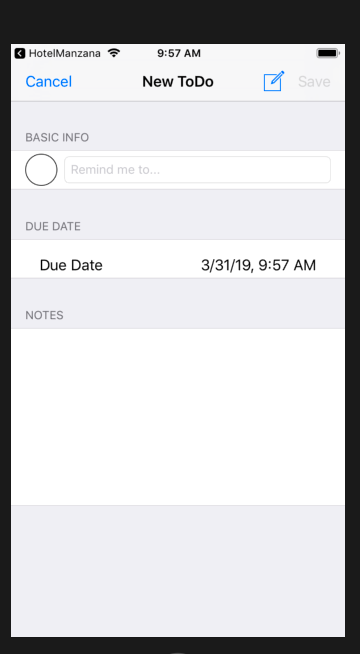 HotelManzana 9:57 AM
Cancel New ToDo Save
BASIC INFO
Remind me to...
DUE DATE
Due Date 3/31/19, 9:57 AM
NOTES